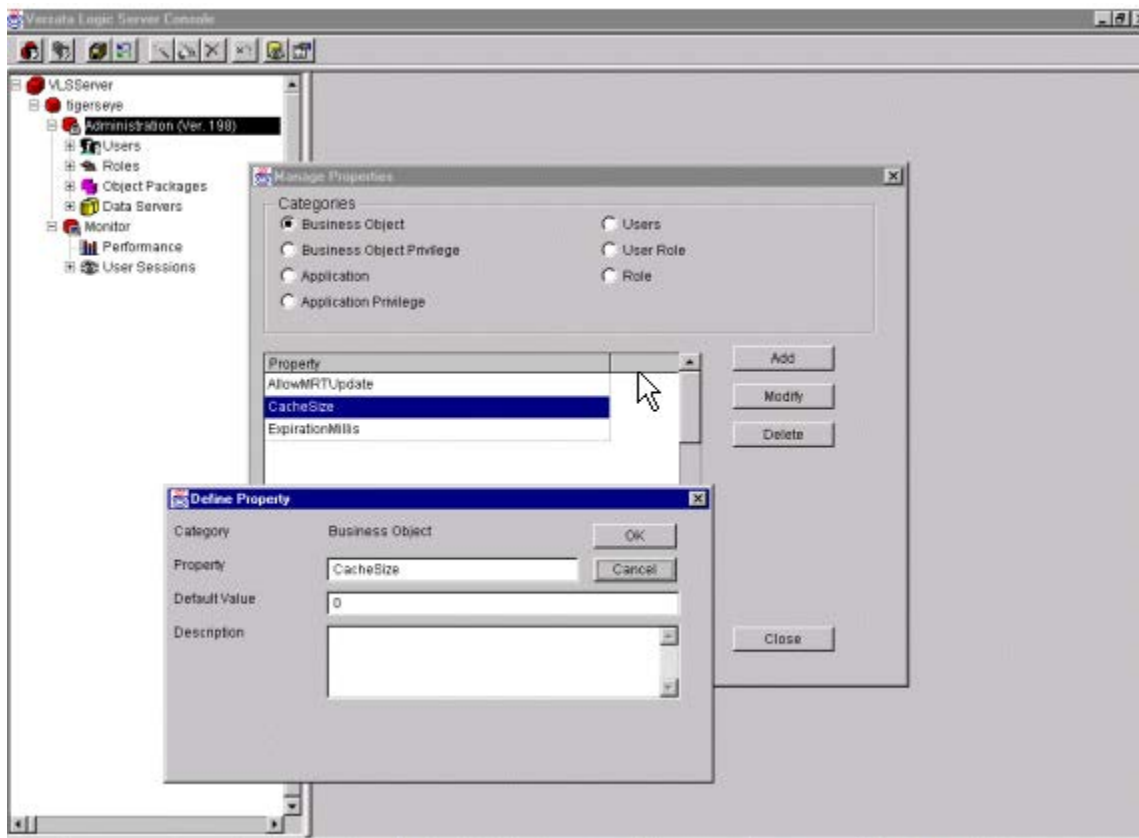 Versata Logic Server Console
VLSServer
tigerseye
Administration (Ver. 198)
Users
Roles
Object Packages
Data Servers
Monitor
Performance
User Sessions
Manage Properties
Categories
Business Object
Users
Business Object Privilege
User Role
Application
Role
Application Privilege
Property
AllowMRTUpdate
CacheSize
ExpirationMillis
Add
Modify
Delete
Define Property
Category
Business Object
OK
Property
CacheSize
Cancel
Default Value
0
Description
Close